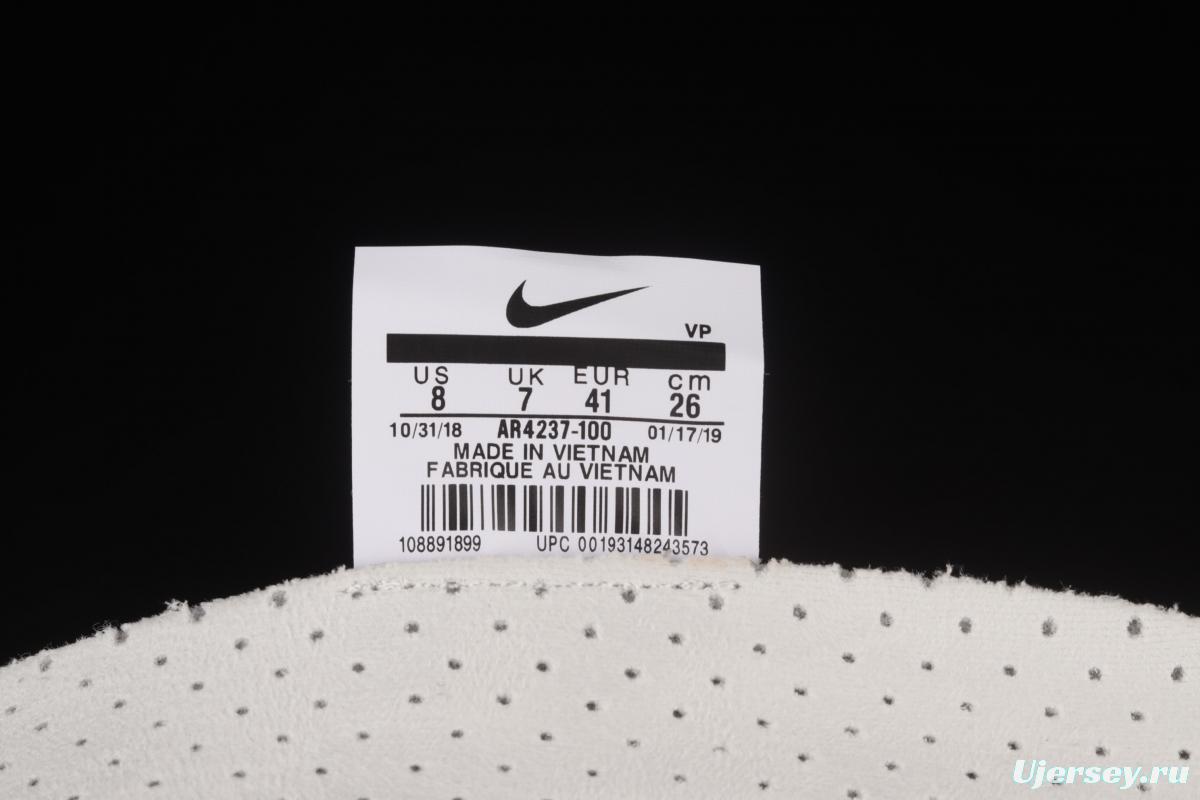 VP
US UK EUR cm
8 7 41 26
10/31/18 AR4237-100 01/17/19
MADE IN VIETNAM
FABRIQUE AU VIETNAM
108891899 UPC 00193148243573
Ujersey.ru